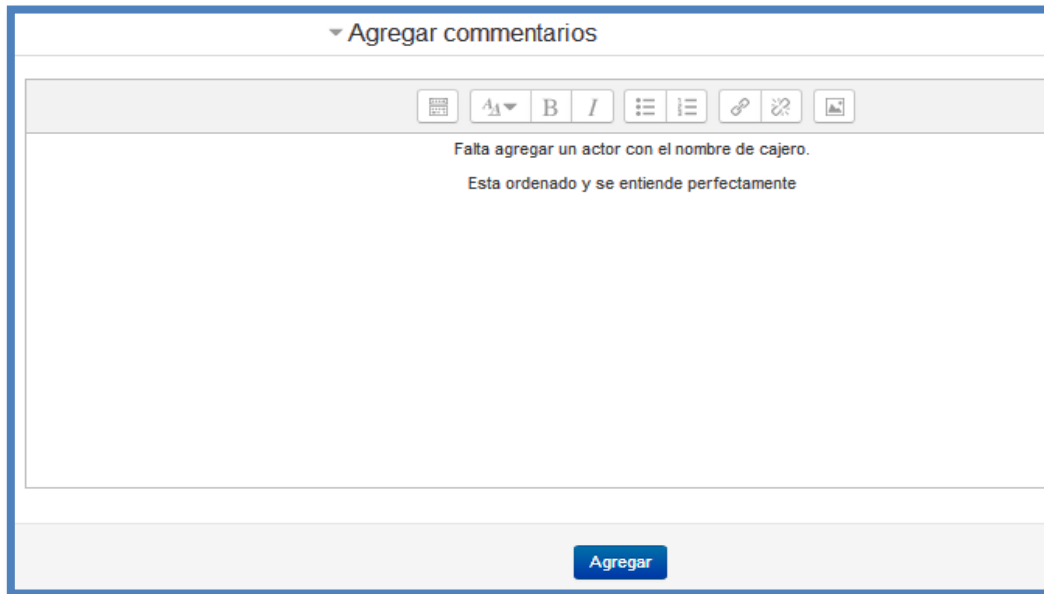 Agregar commentarios
Falta agregar un actor con el nombre de cajero.
Esta ordenado y se entiende perfectamente
Agregar